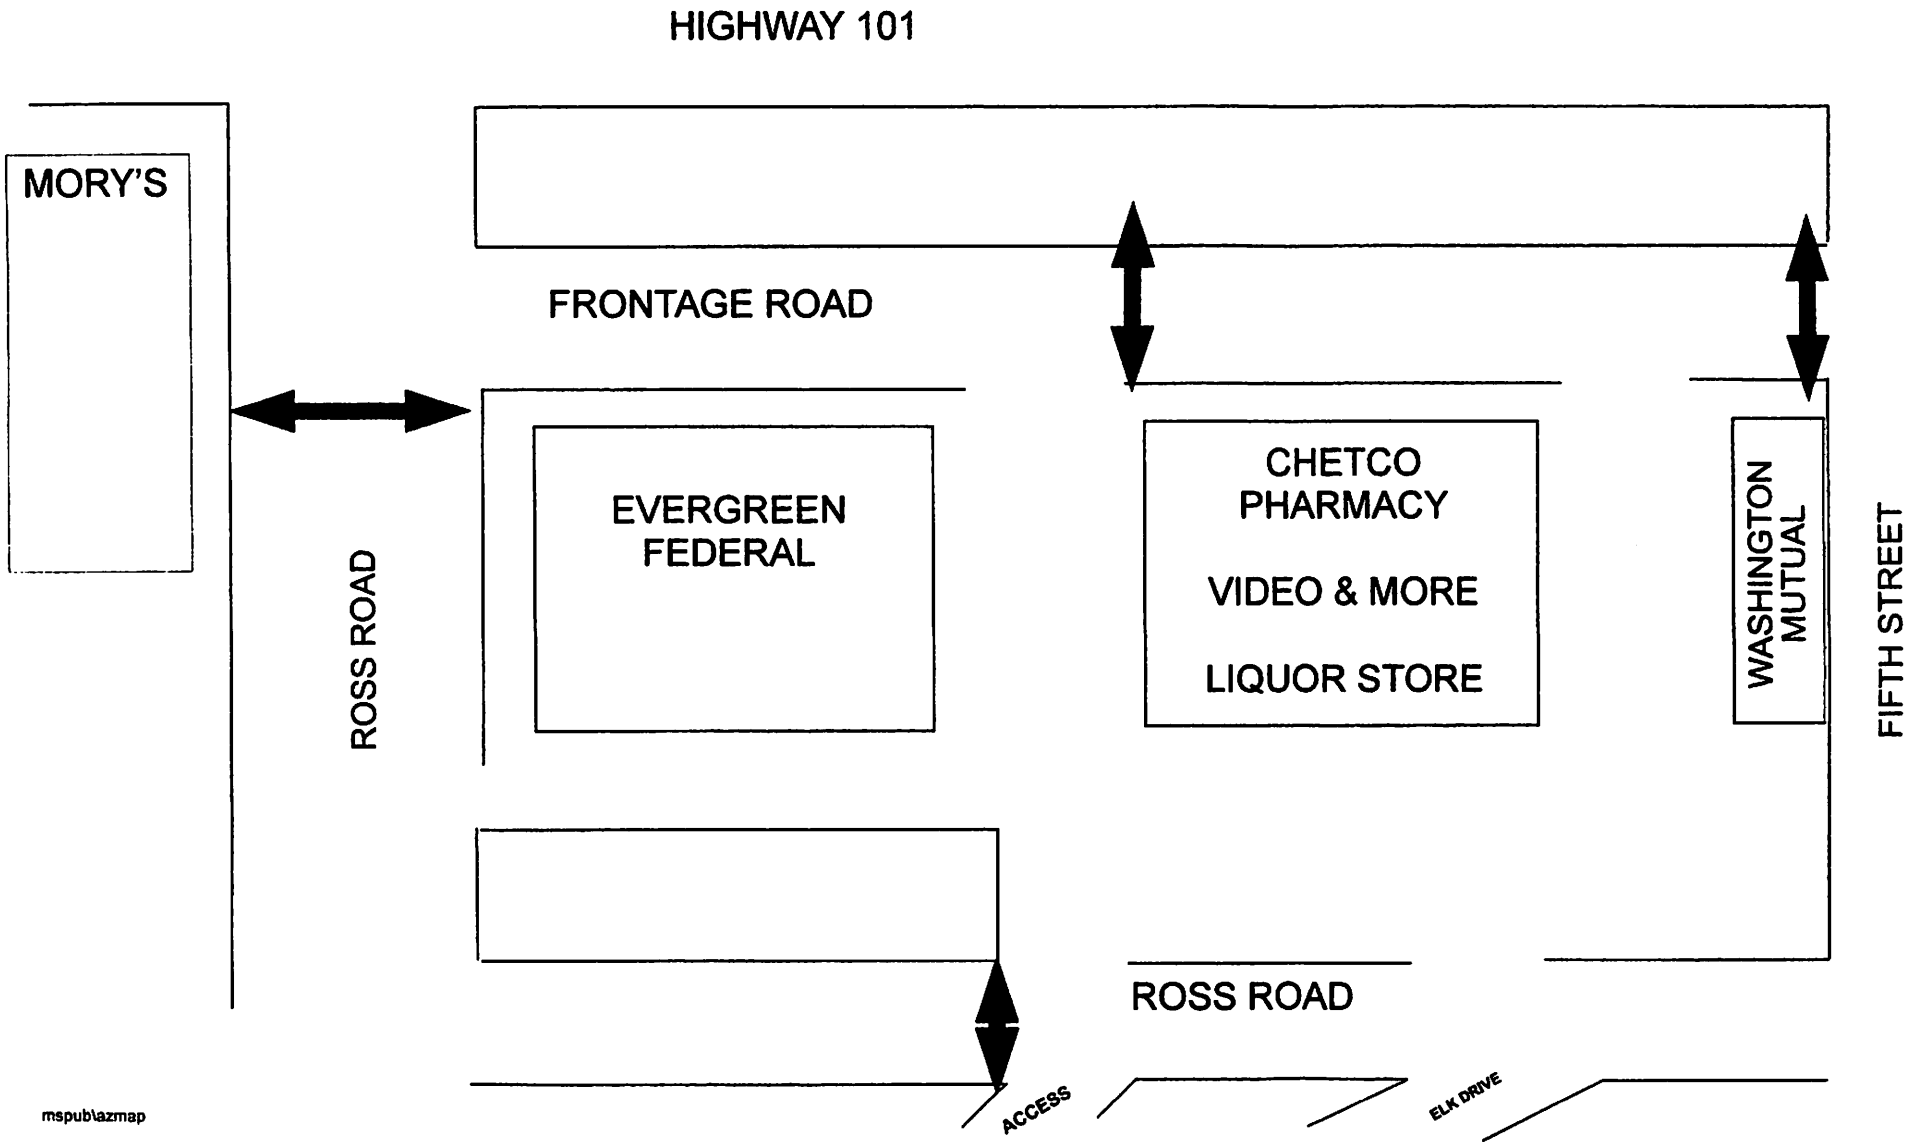 HIGHWAY 101
MORY'S
FRONTAGE ROAD
EVERGREEN
FEDERAL
CHETCO
PHARMACY
VIDEO & MORE
LIQUOR STORE
WASHINGTON
MUTUAL
ROSS ROAD
FIFTH STREET
ROSS ROAD
ACCESS
ELK DRIVE
mspub\azmap